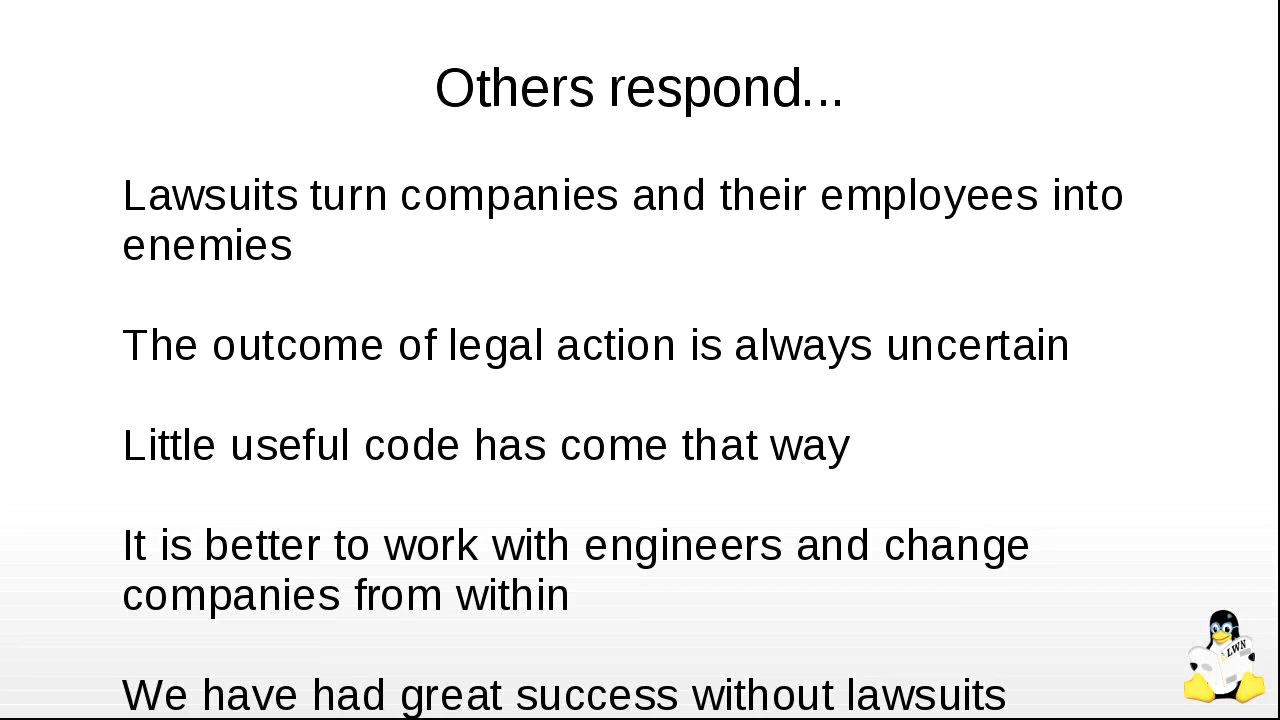 Others respond...
Lawsuits turn companies and their employees into
enemies
The outcome of legal action is always uncertain
Little useful code has come that way
It is better to work with engineers and change
companies from within
We have had great success without lawsuits
LWN